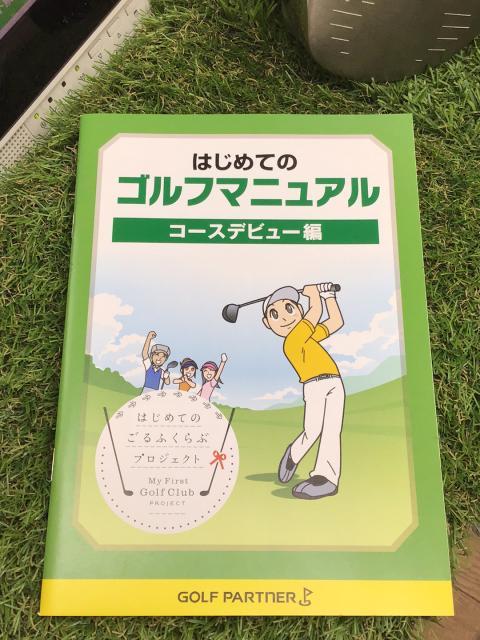 はじめての
ゴルフマニュアル
コースデビュー編
はじめての
ごるふくらぶ
プロジェクト
My First
Golf Club
PROJECT
GOLF PARTNER